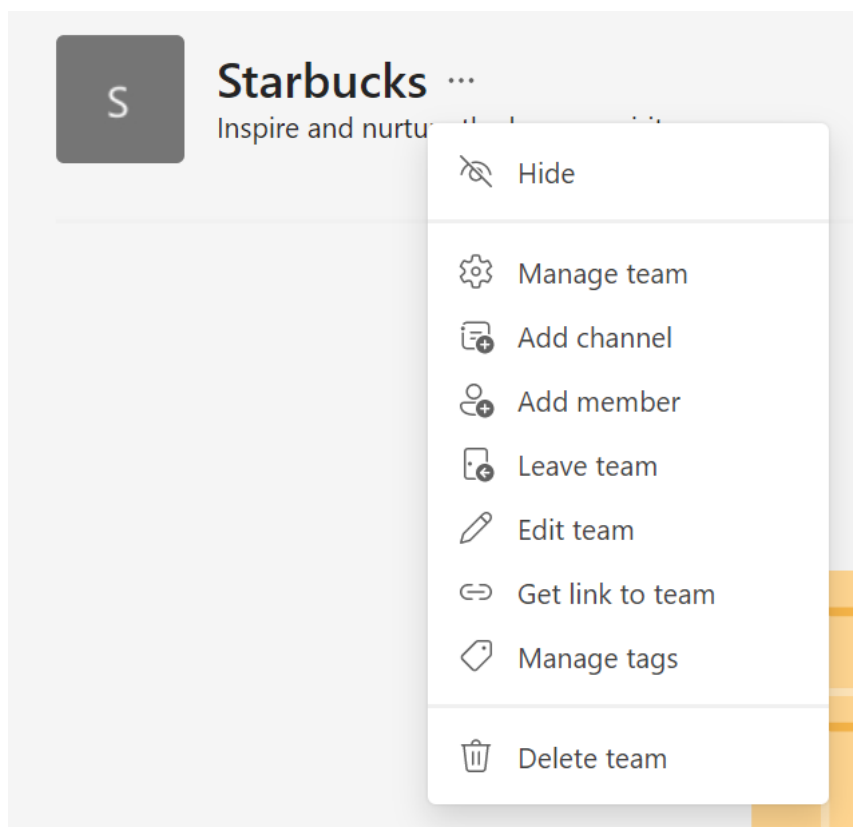 S
Starbucks ...
Inspire and nurtu
Hide
Manage team
Add channel
Add member
Leave team
Edit team
Get link to team
Manage tags
Delete team